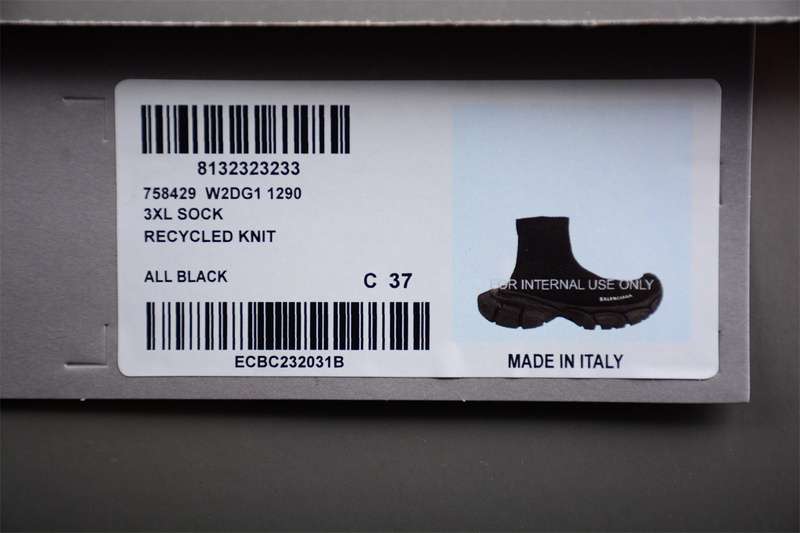 8132323233
758429 W2DG1 1290
3XL SOCK
RECYCLED KNIT
ALL BLACK
C 37
ECBC232031B
FOR INTERNAL USE ONLY
BALENCIAGA
MADE IN ITALY